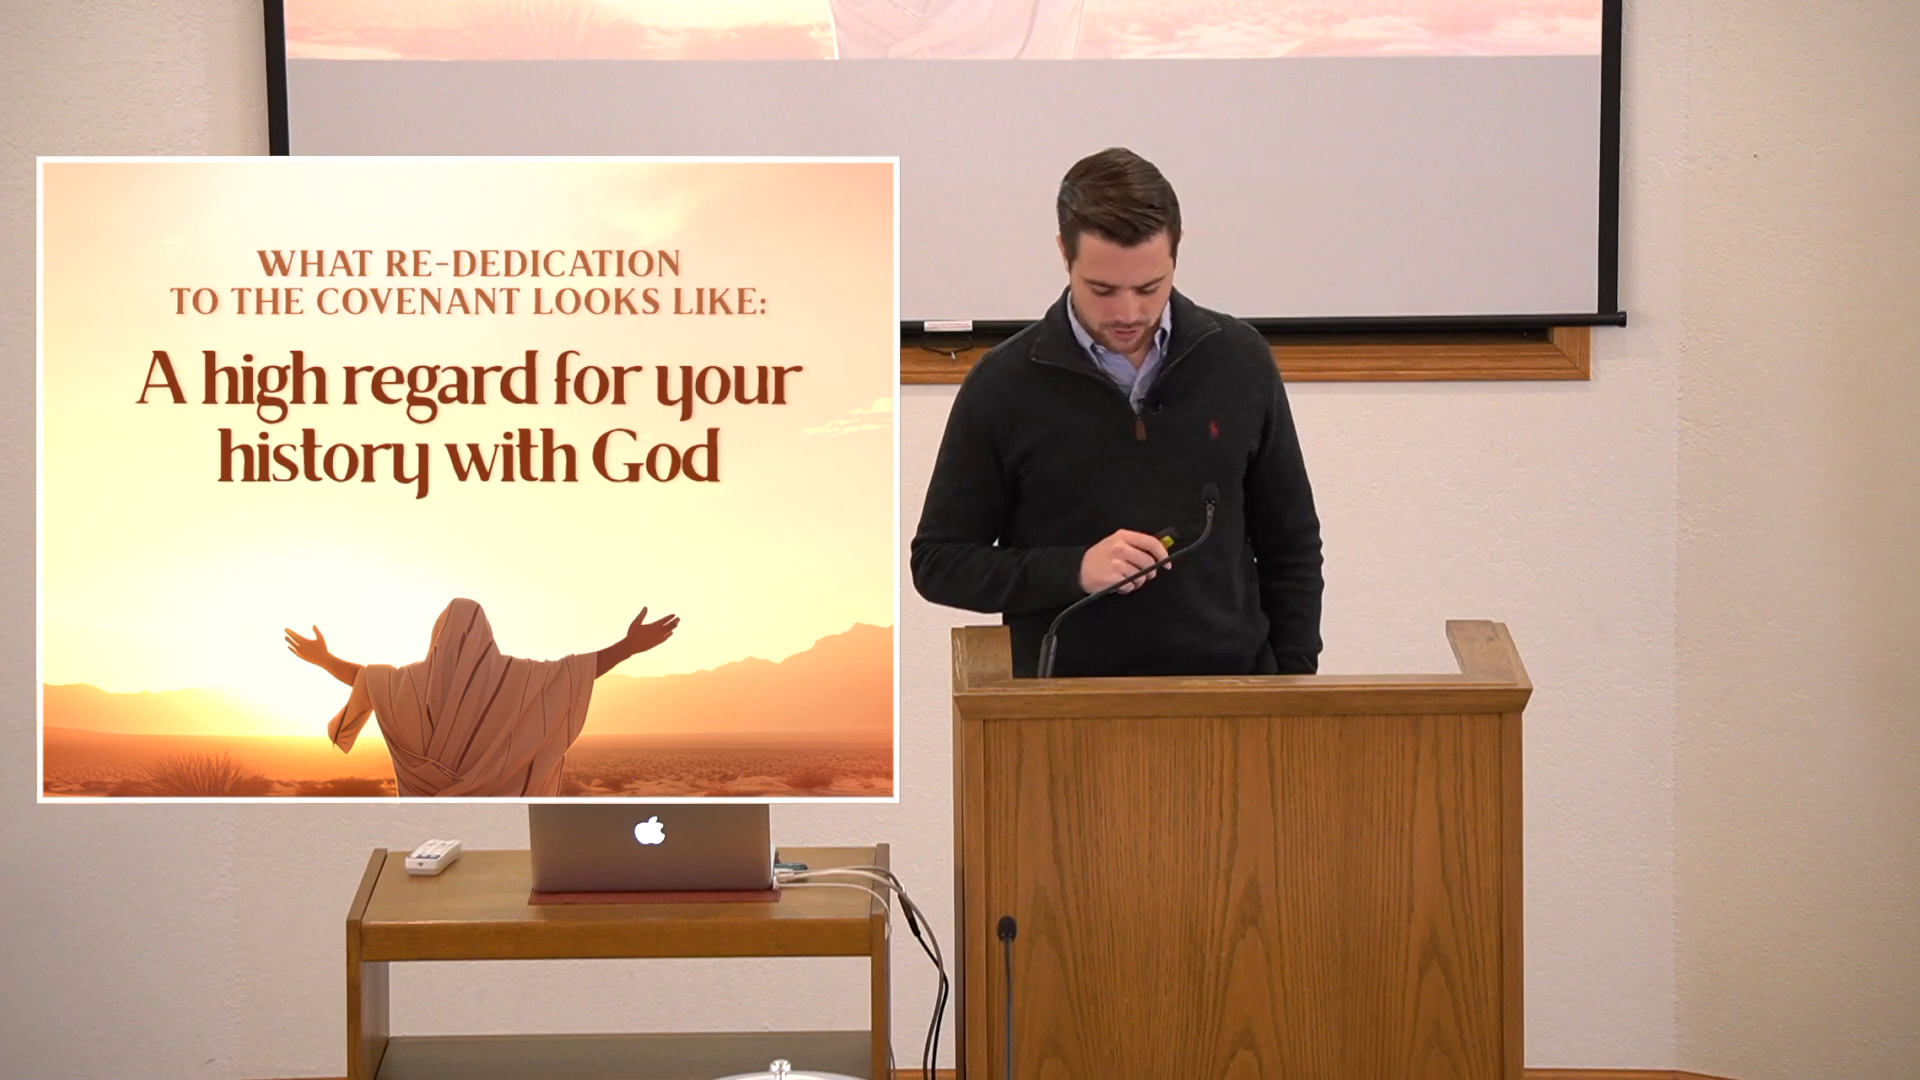 WHAT RE-DEDICATION
TO THE COVENANT LOOKS LIKE:
A high regard for your
history with God